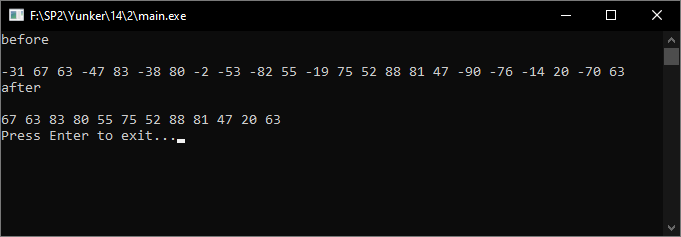 F:\SP2\Yunker\14\2\main.exe
before
-31 67 63 -47 83 -38 80 -2 -53 -82 55 -19 75 52 88 81 47 -90 -76 -14 20 -70 63
after
67 63 83 80 55 75 52 88 81 47 20 63
Press Enter to exit...